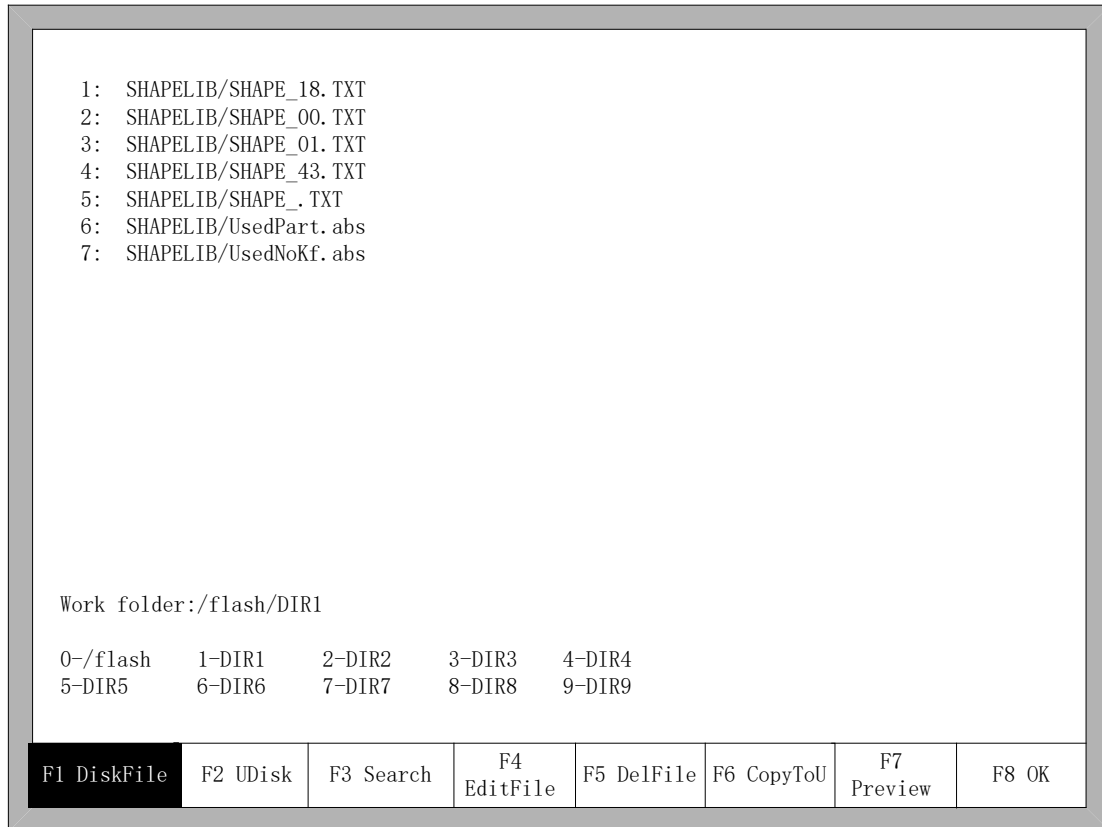 1: SHAPELIB/SHAPE_18.TXT
2: SHAPELIB/SHAPE_00.TXT
3: SHAPELIB/SHAPE_01.TXT
4: SHAPELIB/SHAPE_43.TXT
5: SHAPELIB/SHAPE_.TXT
6: SHAPELIB/UsedPart.abs
7: SHAPELIB/UsedNoKf.abs
Work folder:/flash/DIR1
0-/flash 1-DIR1 2-DIR2 3-DIR3 4-DIR4
5-DIR5 6-DIR6 7-DIR7 8-DIR8 9-DIR9
F1 DiskFile
F2 UDisk
F3 Search
F4
EditFile
F5 DelFile
F6 CopyToU
F7
Preview
F8 OK